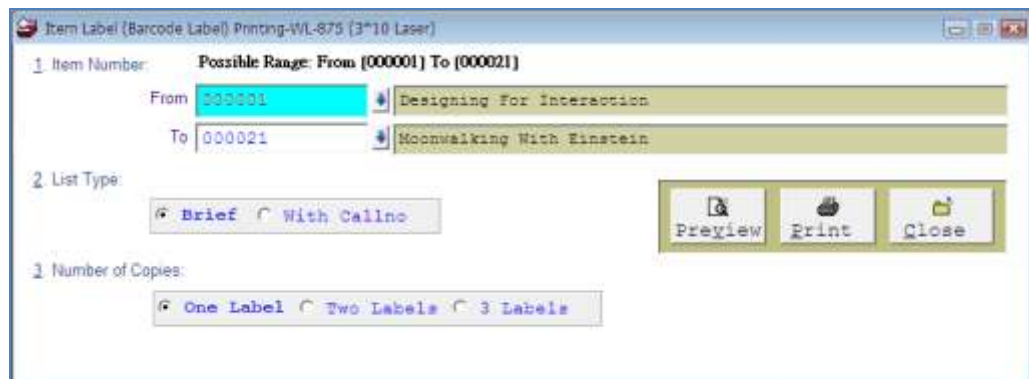 Item Label (Barcode Label) Printing-WL-875 (3*10 Laser)
1. Item Number: Possible Range: From [000001] To [000021]
From 000001 Designing For Interaction
To 000021 Moonwalking With Einstein
2. List Type:
Brief With Callno
Preview Print Close
3. Number of Copies:
One Label Two Labels 3 Labels